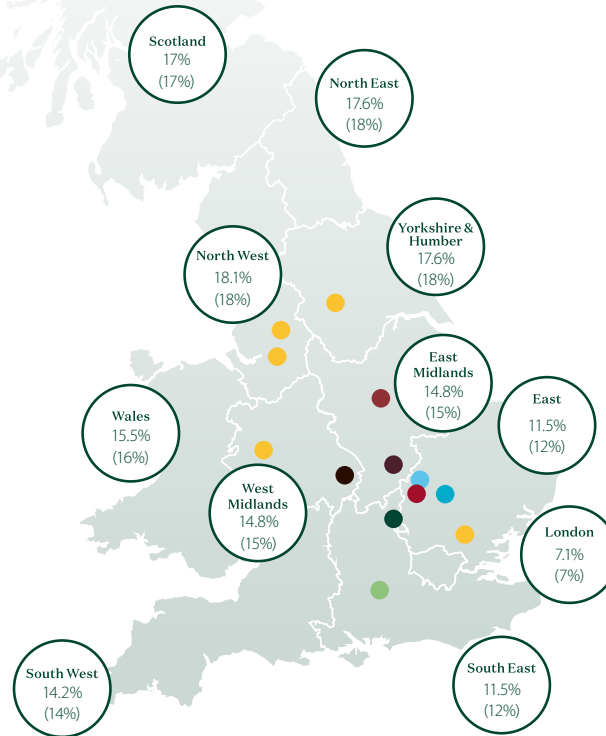 Scotland
17%
(17%)
North East
17.6%
(18%)
Yorkshire &
Humber
17.6%
(18%)
North West
18.1%
(18%)
East
Midlands
14.8%
(15%)
East
11.5%
(12%)
Wales
15.5%
(16%)
West
Midlands
14.8%
(15%)
London
7.1%
(7%)
South West
14.2%
(14%)
South East
11.5%
(12%)